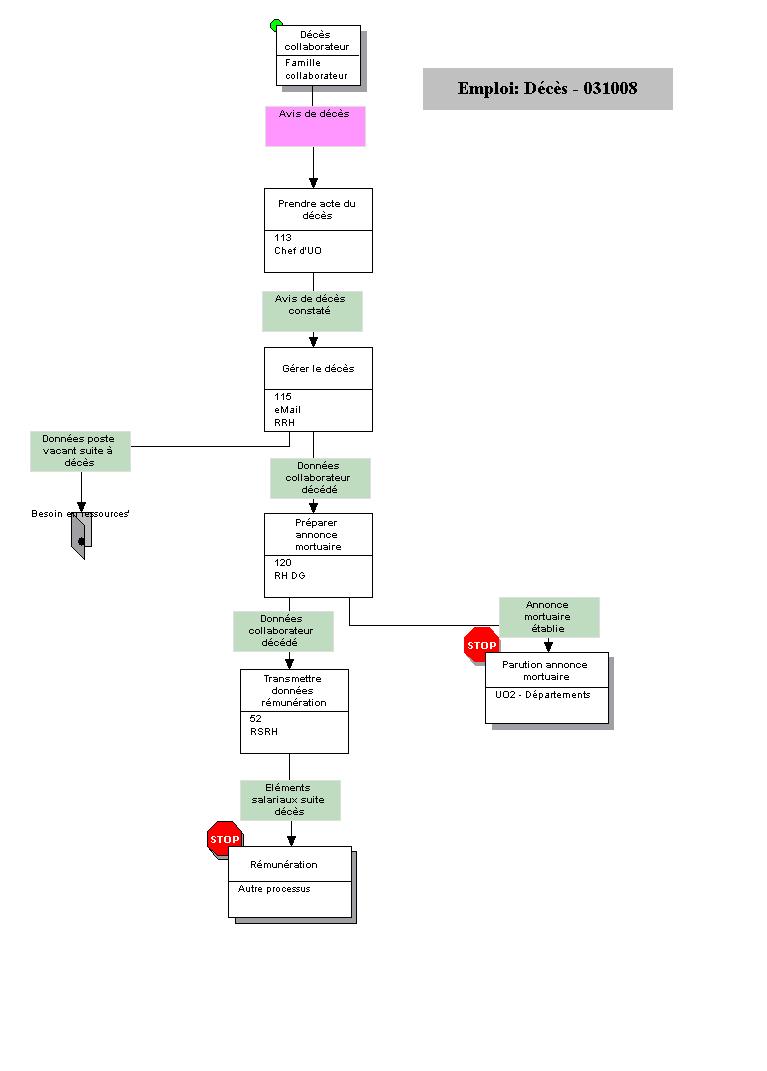 Décès
collaborateur
Famille
collaborateur
Emploi: Décès - 031008
Avis de décès
Prendre acte du
décès
113
Chef d'UO
Avis de décès
constaté
Gérer le décès
115
eMail
RRH
Données poste
vacant suite à
décès
Besoin en ressources'
Données
collaborateur
décédé
Préparer
annonce
mortuaire
120
RH DG
Annonce
mortuaire
établie
STOP
Parution annonce
mortuaire
UO2 - Départements
Données
collaborateur
décédé
Transmettre
données
rémunération
52
RSRH
Eléments
salariaux suite
décès
STOP
Rémunération
Autre processus